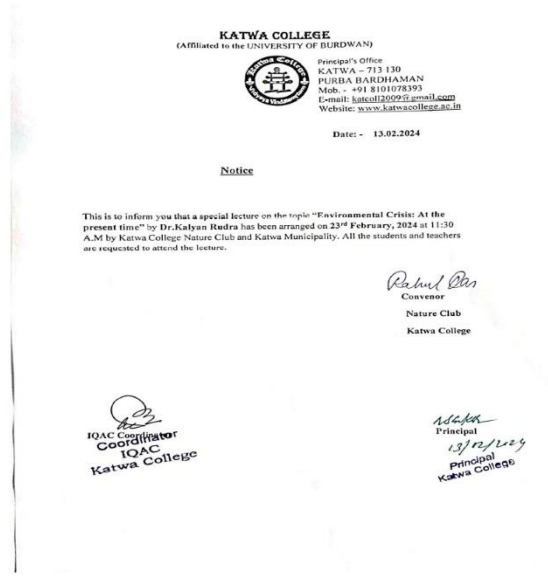 KATWA COLLEGE
(Affiliated to the UNIVERSITY OF BURDWAN)
Katwa College
Principal's Office
KATWA – 713 130
PURBA BARDHAMAN
Mob. - +91 8101078393
E-mail: katcoll2009@gmail.com
Website: www.katwacollege.ac.in
Date: - 13.02.2024
Notice
This is to inform you that a special lecture on the topic "Environmental Crisis: At the
present time" by Dr.Kalyan Rudra has been arranged on 23rd February, 2024 at 11:30
A.M by Katwa College Nature Club and Katwa Municipality. All the students and teachers
are requested to attend the lecture.
Rahul Das
Convenor
Nature Club
Katwa College
IQAC Coordinator
Coordinator
IQAC
Katwa College
Principal
13/02/2024
Principal
Katwa College